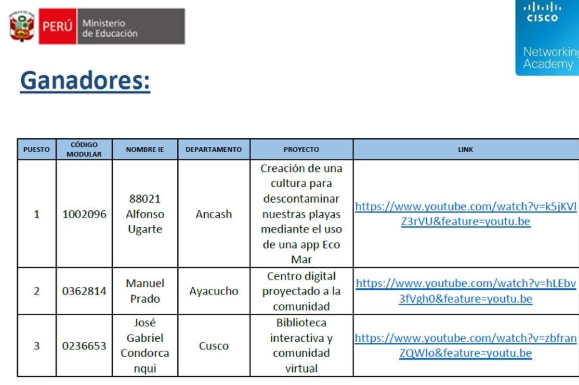 PERÚ
Ministerio
de Educación
CISCO
Networking
Academy
Ganadores:
PUESTO CÓDIGO MODULAR NOMBRE IE DEPARTAMENTO PROYECTO LINK
1 1002096 88021 Alfonso Ugarte Ancash Creación de una cultura para descontaminar nuestras playas mediante el uso de una app Eco Mar https://www.youtube.com/watch?v=k5jKVlZ3rVU&feature=youtu.be
2 0362814 Manuel Prado Ayacucho Centro digital proyectado a la comunidad https://www.youtube.com/watch?v=hLEbv3fVgh0&feature=youtu.be
3 0236653 José Gabriel Condorcanqui Cusco Biblioteca interactiva y comunidad virtual https://www.youtube.com/watch?v=zbfranZQWlo&feature=youtu.be